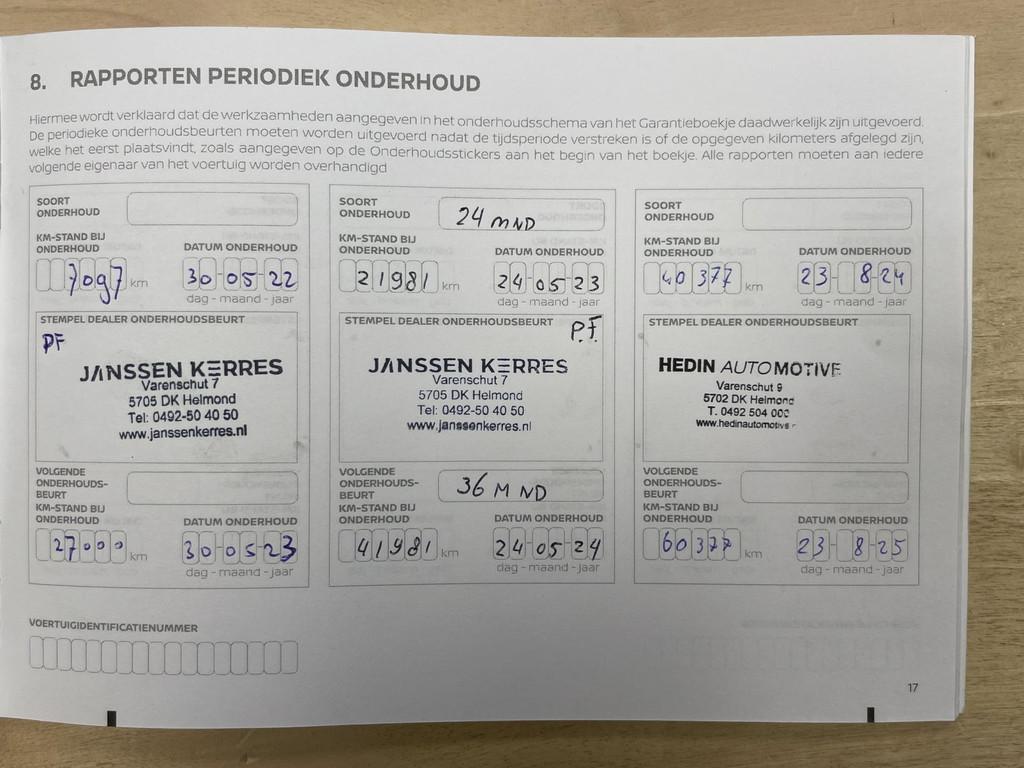 8. RAPPORTEN PERIODIEK ONDERHOUD
Hiermee wordt verklaard dat de werkzaamheden aangegeven in het onderhoudsschema van het Garantieboekje daadwerkelijk zijn uitgevoerd.
De periodieke onderhoudsbeurten moeten worden uitgevoerd nadat de tijdsperiode verstreken is of de opgegeven kilometers afgelegd zijn,
welke het eerst plaatsvindt, zoals aangegeven op de Onderhoudsstickers aan het begin van het boekje. Alle rapporten moeten aan iedere
volgende eigenaar van het voertuig worden overhandigd
SOORT
ONDERHOUD
KM-STAND BIJ
ONDERHOUD
DATUM ONDERHOUD
7097 km
30-05-22
dag - maand - jaar
STEMPEL DEALER ONDERHOUDSBEURT
PF
JANSSEN KERRES
Varenschut 7
5705 DK Helmond
Tel: 0492-50 40 50
www.janssenkerres.nl
VOLGENDE
ONDERHOUDS-
BEURT
KM-STAND BIJ
ONDERHOUD
DATUM ONDERHOUD
27000 km
30-05-23
dag - maand - jaar
SOORT
ONDERHOUD
24 MND
KM-STAND BIJ
ONDERHOUD
DATUM ONDERHOUD
21981 km
24-05-23
dag - maand - jaar
STEMPEL DEALER ONDERHOUDSBEURT
P.F.
JANSSEN KERRES
Varenschut 7
5705 DK Helmond
Tel: 0492-50 40 50
www.janssenkerres.nl
VOLGENDE
ONDERHOUDS-
BEURT
36 MND
KM-STAND BIJ
ONDERHOUD
DATUM ONDERHOUD
41981 km
24-05-24
dag - maand - jaar
SOORT
ONDERHOUD
KM-STAND BIJ
ONDERHOUD
DATUM ONDERHOUD
40377 km
23-8-24
dag - maand - jaar
STEMPEL DEALER ONDERHOUDSBEURT
HEDIN AUTOMOTIVE
Varenschut 9
5702 DK Helmond
T. 0492 504 000
www.hedinautomotive
VOLGENDE
ONDERHOUDS-
BEURT
KM-STAND BIJ
ONDERHOUD
DATUM ONDERHOUD
60377 km
23-8-25
dag - maand - jaar
VOERTUIGIDENTIFICATIENUMMER
17